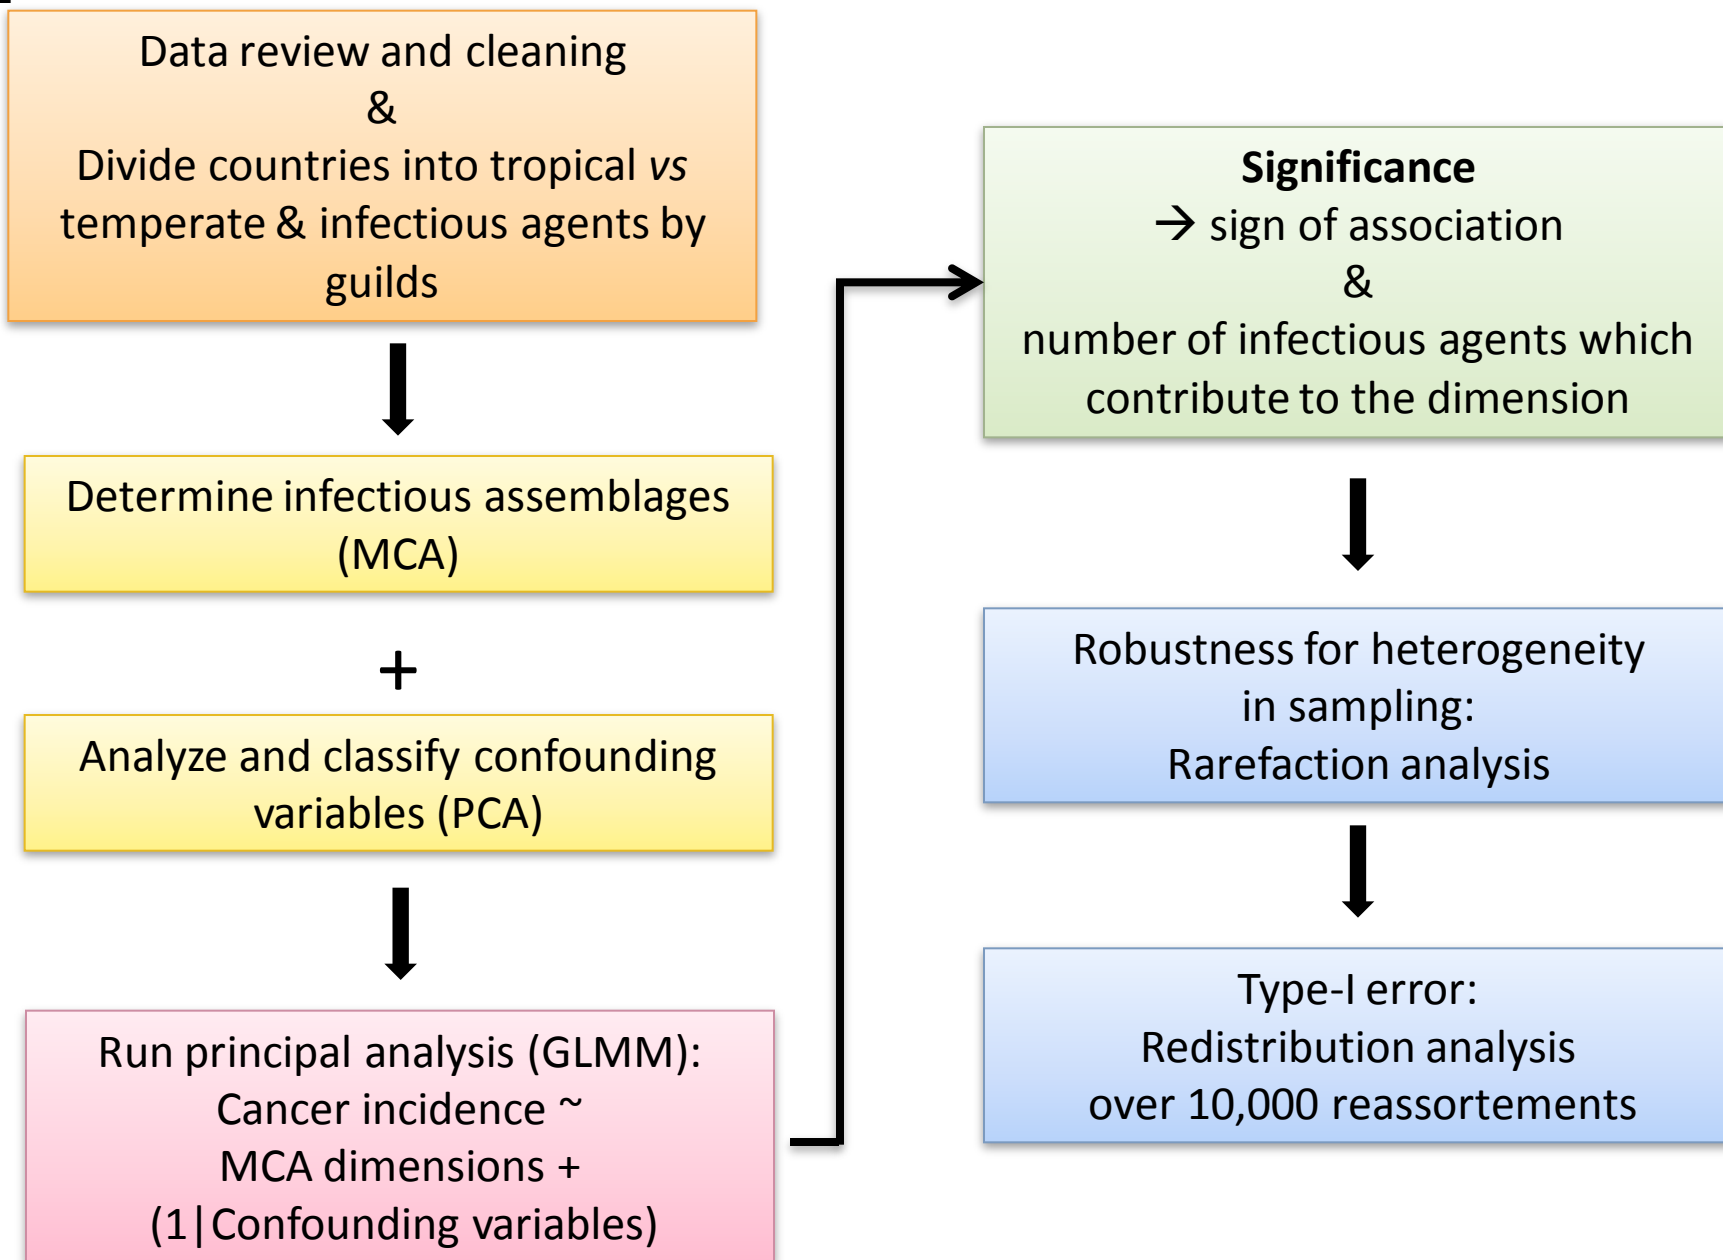 Data review and cleaning
&
Divide countries into tropical vs
temperate & infectious agents by
guilds
Determine infectious assemblages
(MCA)
+
Analyze and classify confounding
variables (PCA)
Run principal analysis (GLMM):
Cancer incidence ~
MCA dimensions +
(1|Confounding variables)
Significance
→ sign of association
&
number of infectious agents which
contribute to the dimension
Robustness for heterogeneity
in sampling:
Rarefaction analysis
Type-I error:
Redistribution analysis
over 10,000 reassortements